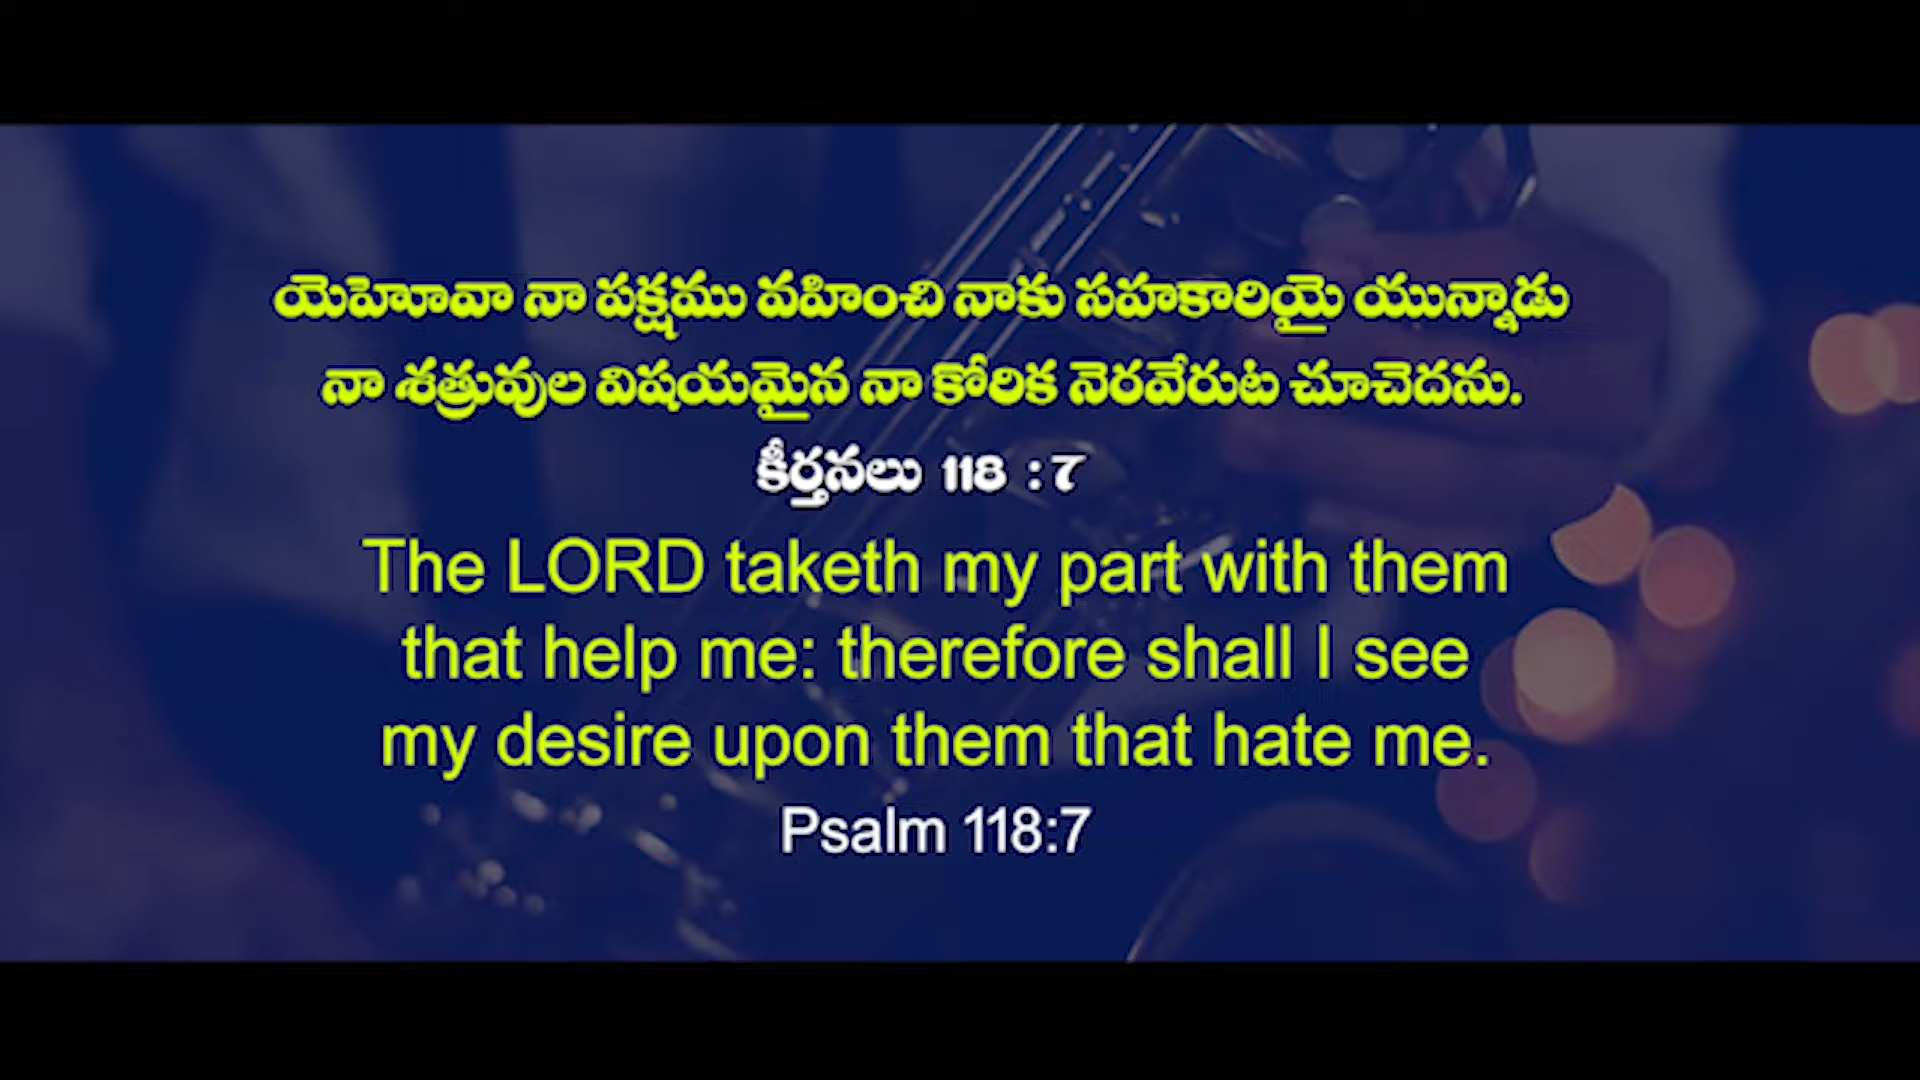 యెహోవా నా పక్షము వహించి నాకు సహకారియై యున్నాడు
నా శత్రువుల విషయమైన నా కోరిక నెరవేరుట చూచెదను.
కీర్తనలు 118 : 7
The LORD taketh my part with them
that help me: therefore shall I see
my desire upon them that hate me.
Psalm 118:7